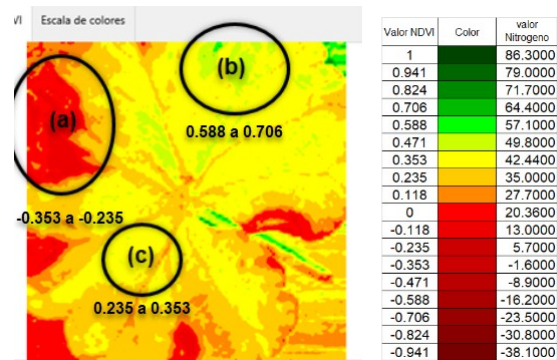 VI Escala de colores
(a)
(b)
0.588 a 0.706
-0.353 a -0.235
(c)
0.235 a 0.353
Valor NDVI Color valor Nitrogeno
1 86.3000
0.941 79.0000
0.824 71.7000
0.706 64.4000
0.588 57.1000
0.471 49.8000
0.353 42.4400
0.235 35.0000
0.118 27.7000
0 20.3600
-0.118 13.0000
-0.235 5.7000
-0.353 -1.6000
-0.471 -8.9000
-0.588 -16.2000
-0.706 -23.5000
-0.824 -30.8000
-0.941 -38.1000